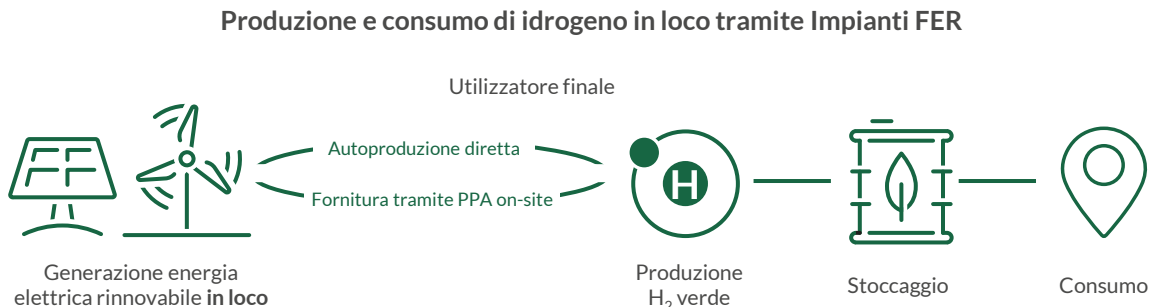 Produzione e consumo di idrogeno in loco tramite Impianti FER
Utilizzatore finale
Autoproduzione diretta
Fornitura tramite PPA on-site
H
Generazione energia
elettrica rinnovabile in loco
Produzione
H₂ verde
Stoccaggio
Consumo